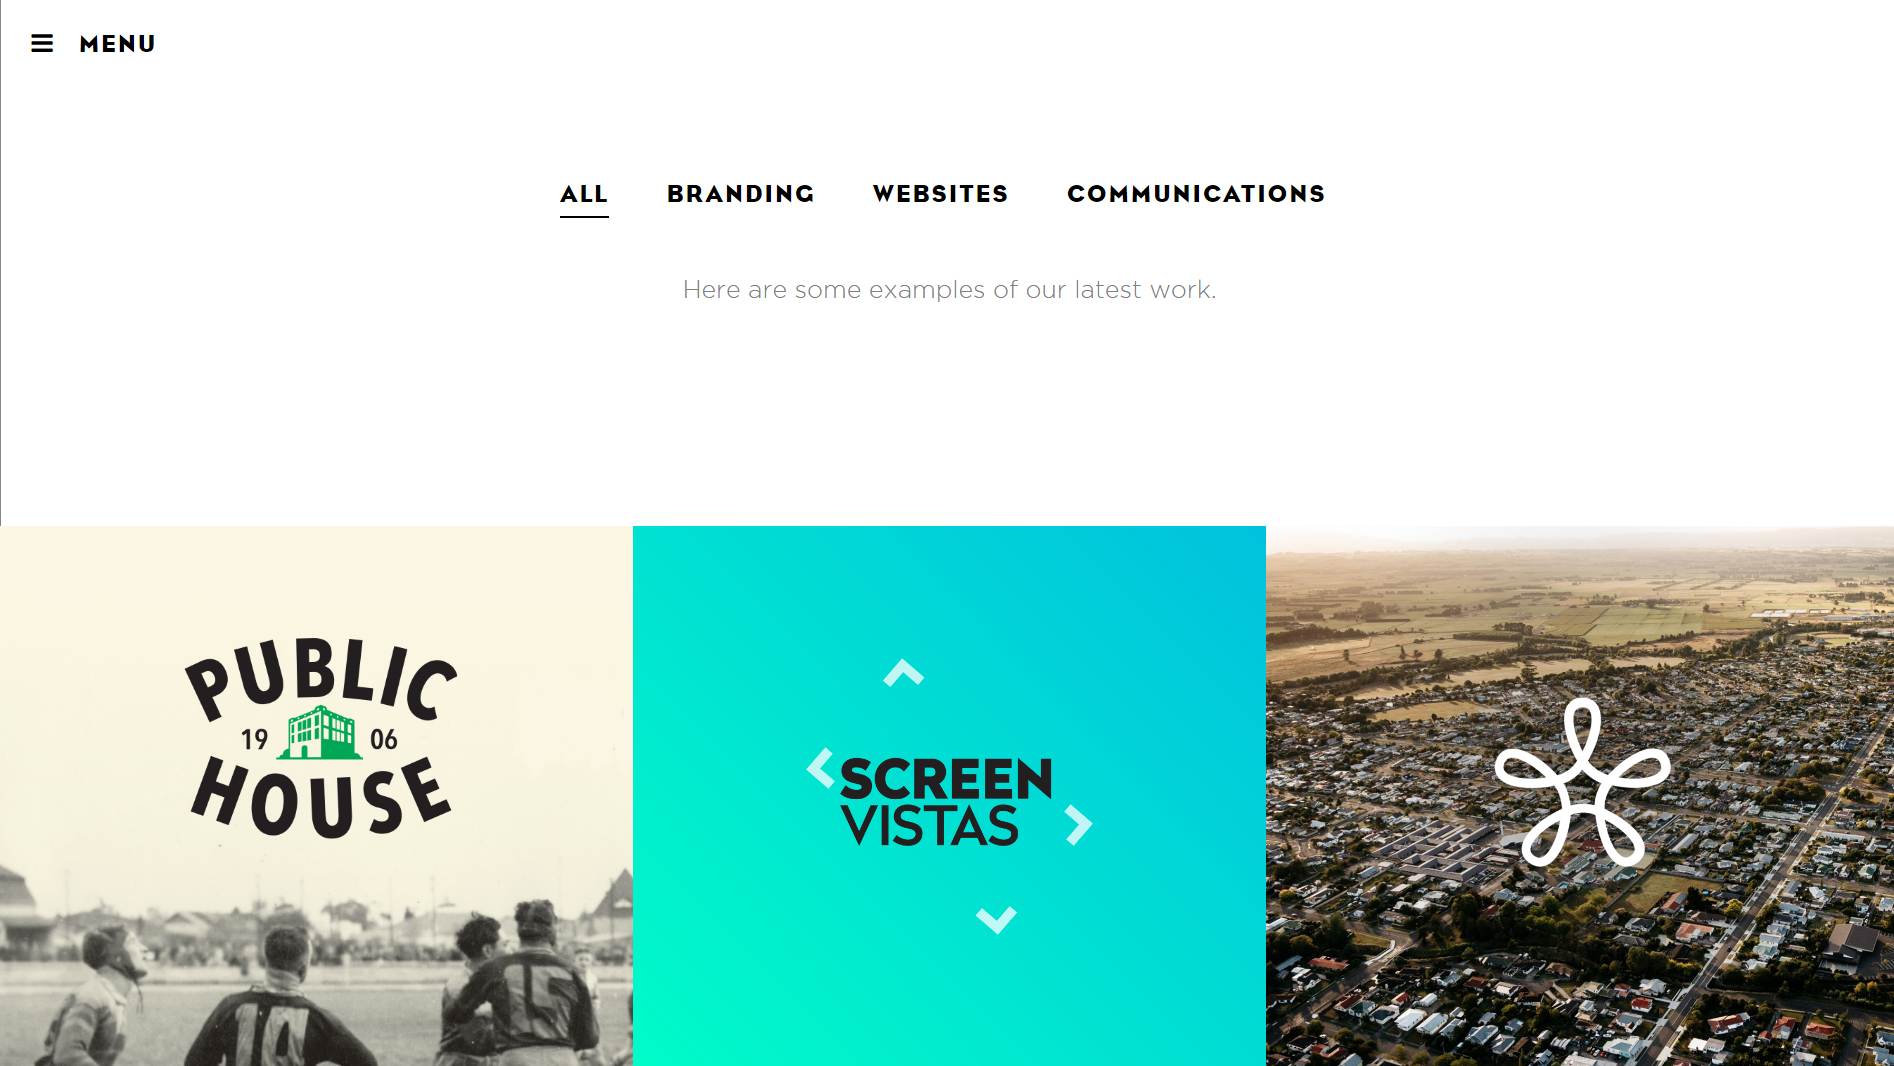 MENU
ALL BRANDING WEBSITES COMMUNICATIONS
Here are some examples of our latest work.
PUBLIC
19 06
HOUSE
SCREEN
VISTAS